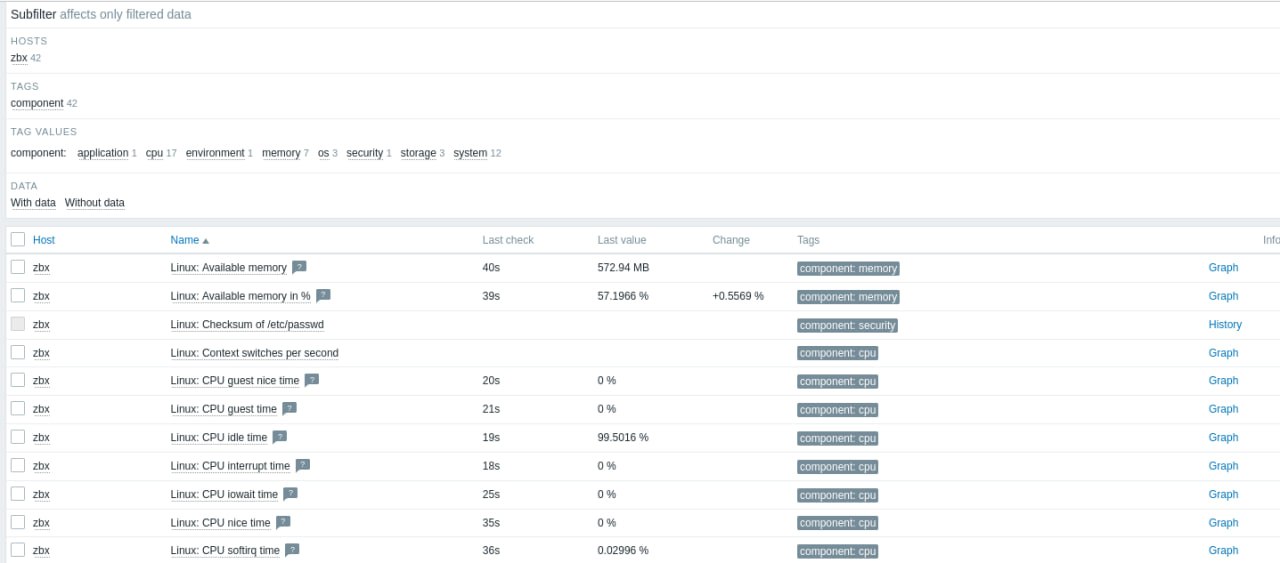 Subfilter affects only filtered data
HOSTS
zbx 42
TAGS
component 42
TAG VALUES
component: application 1 cpu 17 environment 1 memory 7 os 3 security 1 storage 3 system 12
DATA
With data Without data
Host Name Last check Last value Change Tags Info
zbx Linux: Available memory ? 40s 572.94 MB component: memory Graph
zbx Linux: Available memory in % ? 39s 57.1966 % +0.5569 % component: memory Graph
zbx Linux: Checksum of /etc/passwd component: security History
zbx Linux: Context switches per second component: cpu Graph
zbx Linux: CPU guest nice time ? 20s 0 % component: cpu Graph
zbx Linux: CPU guest time ? 21s 0 % component: cpu Graph
zbx Linux: CPU idle time ? 19s 99.5016 % component: cpu Graph
zbx Linux: CPU interrupt time ? 18s 0 % component: cpu Graph
zbx Linux: CPU iowait time ? 25s 0 % component: cpu Graph
zbx Linux: CPU nice time ? 35s 0 % component: cpu Graph
zbx Linux: CPU softirq time ? 36s 0.02996 % component: cpu Graph